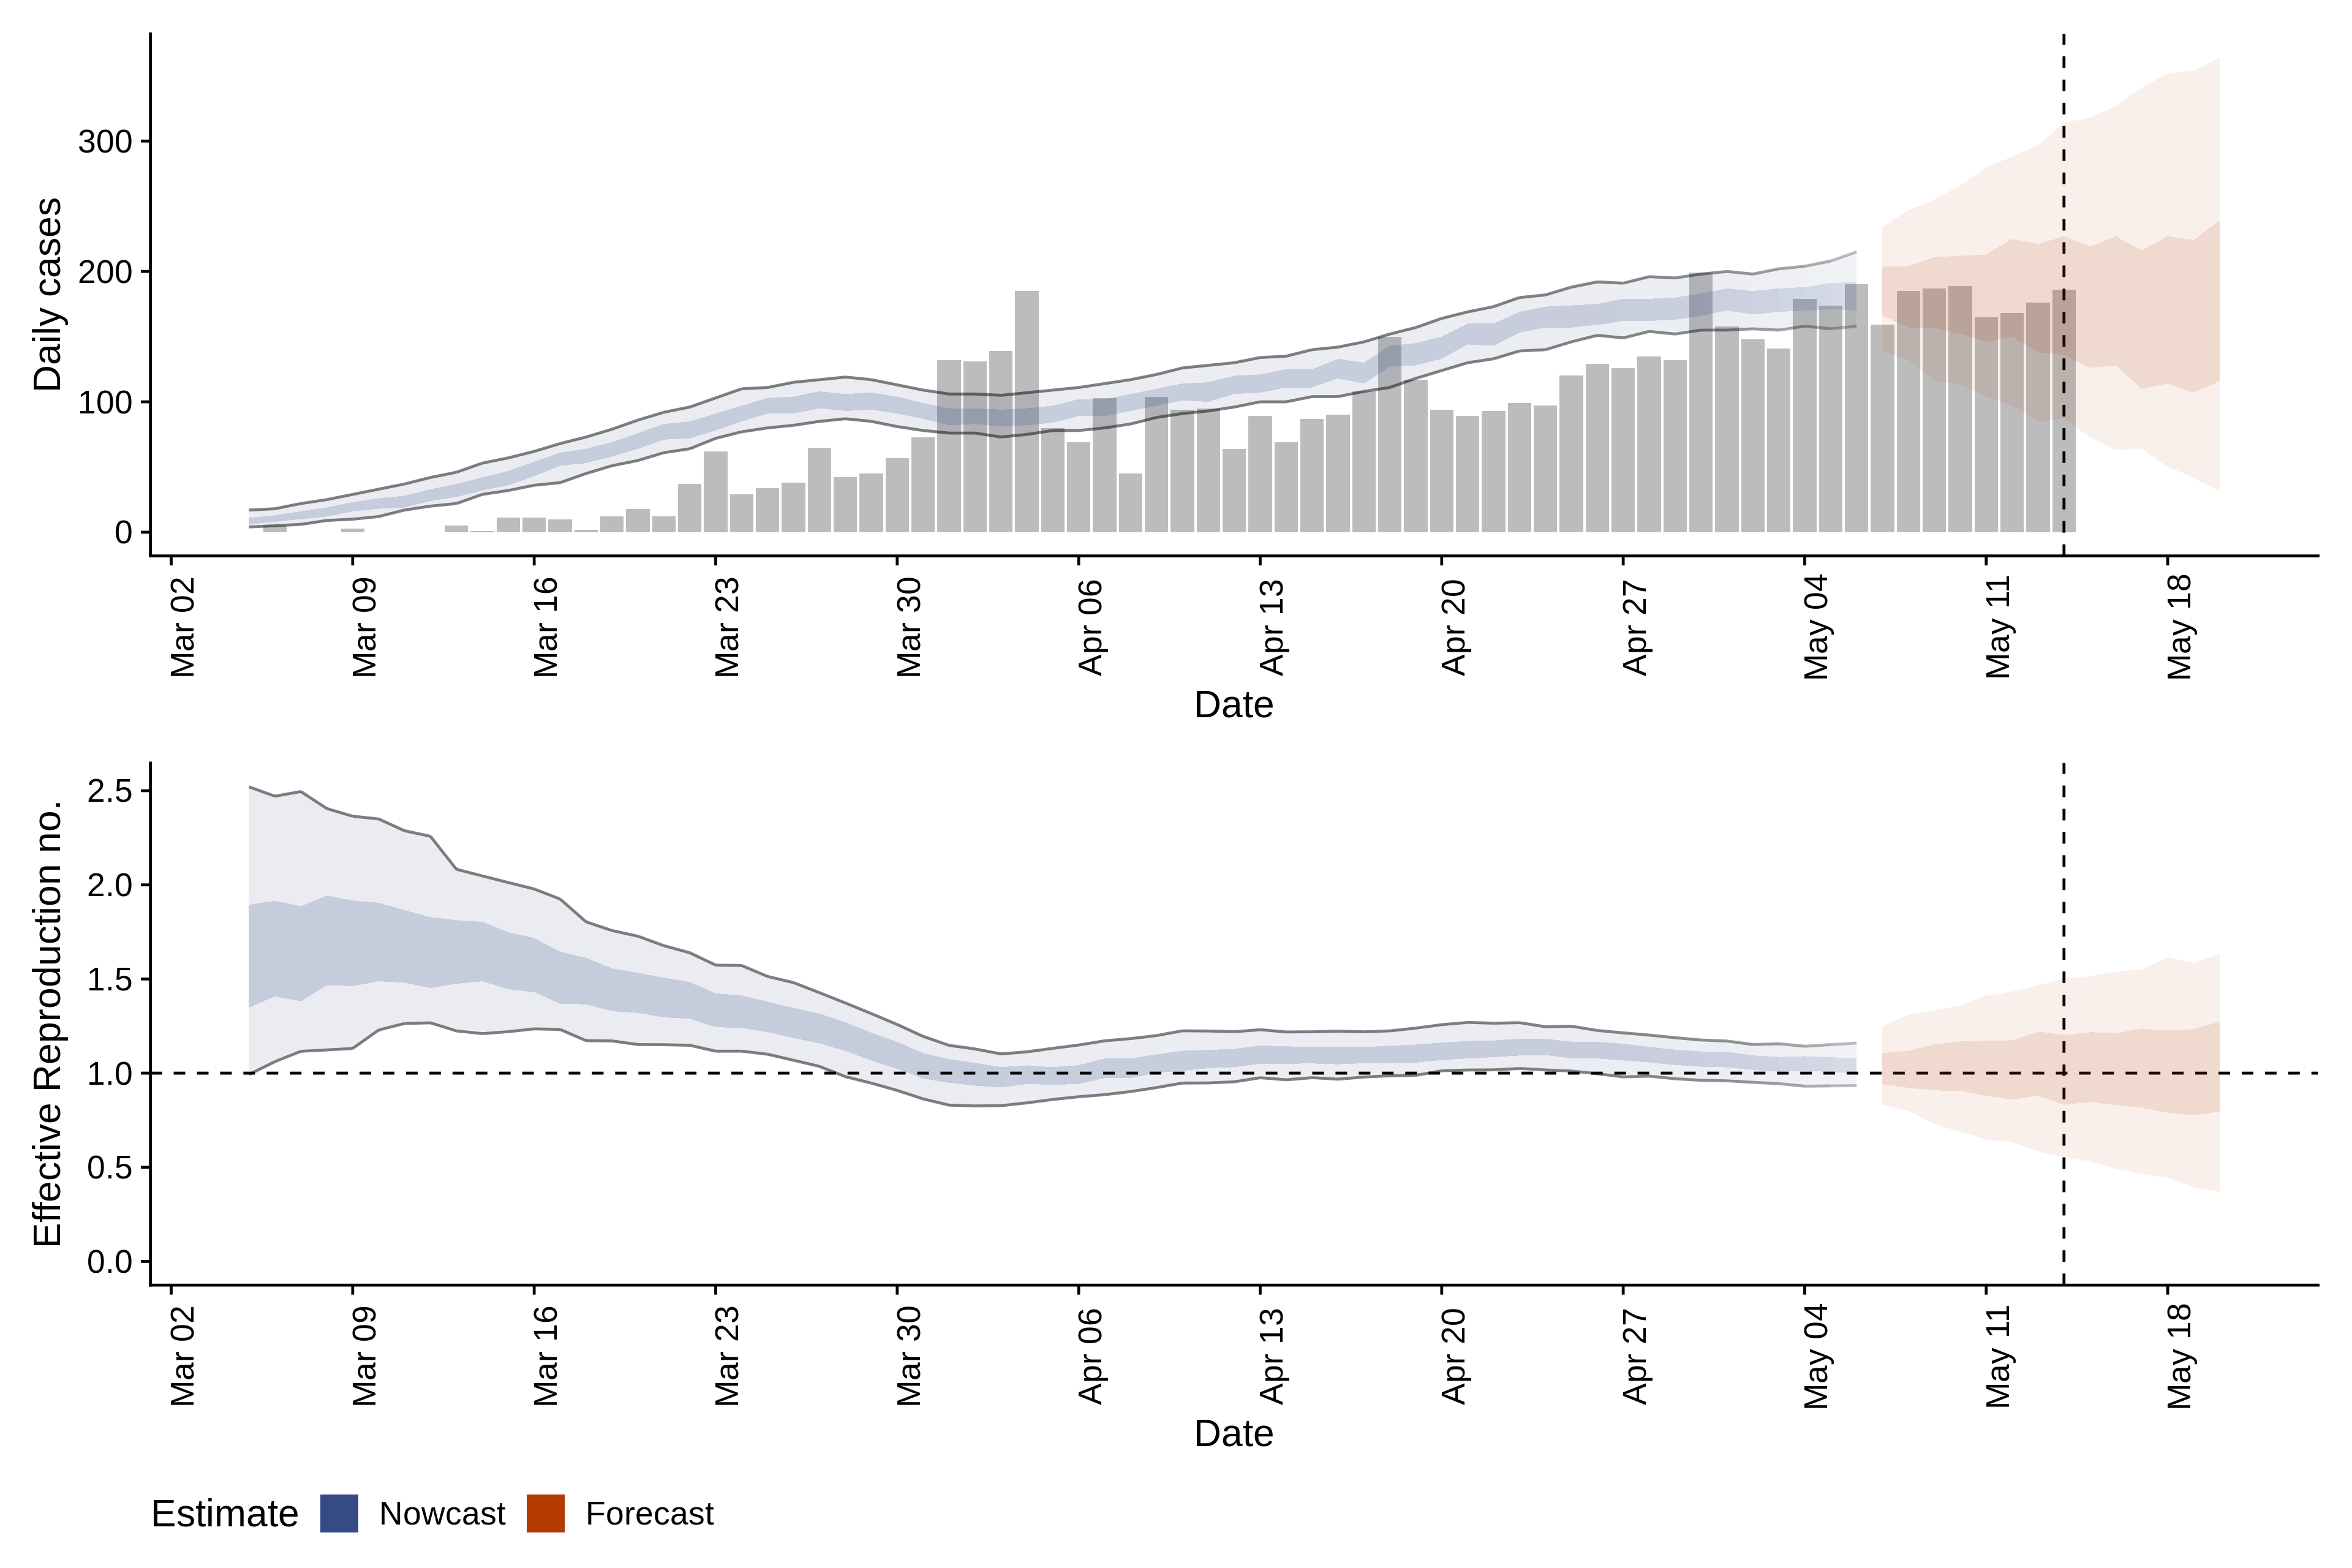 Daily cases
300
200
100
0
Mar 02 Mar 09 Mar 16 Mar 23 Mar 30 Apr 06 Apr 13 Apr 20 Apr 27 May 04 May 11 May 18
Date
Effective Reproduction no.
2.5
2.0
1.5
1.0
0.5
0.0
Mar 02 Mar 09 Mar 16 Mar 23 Mar 30 Apr 06 Apr 13 Apr 20 Apr 27 May 04 May 11 May 18
Date
Estimate Nowcast Forecast